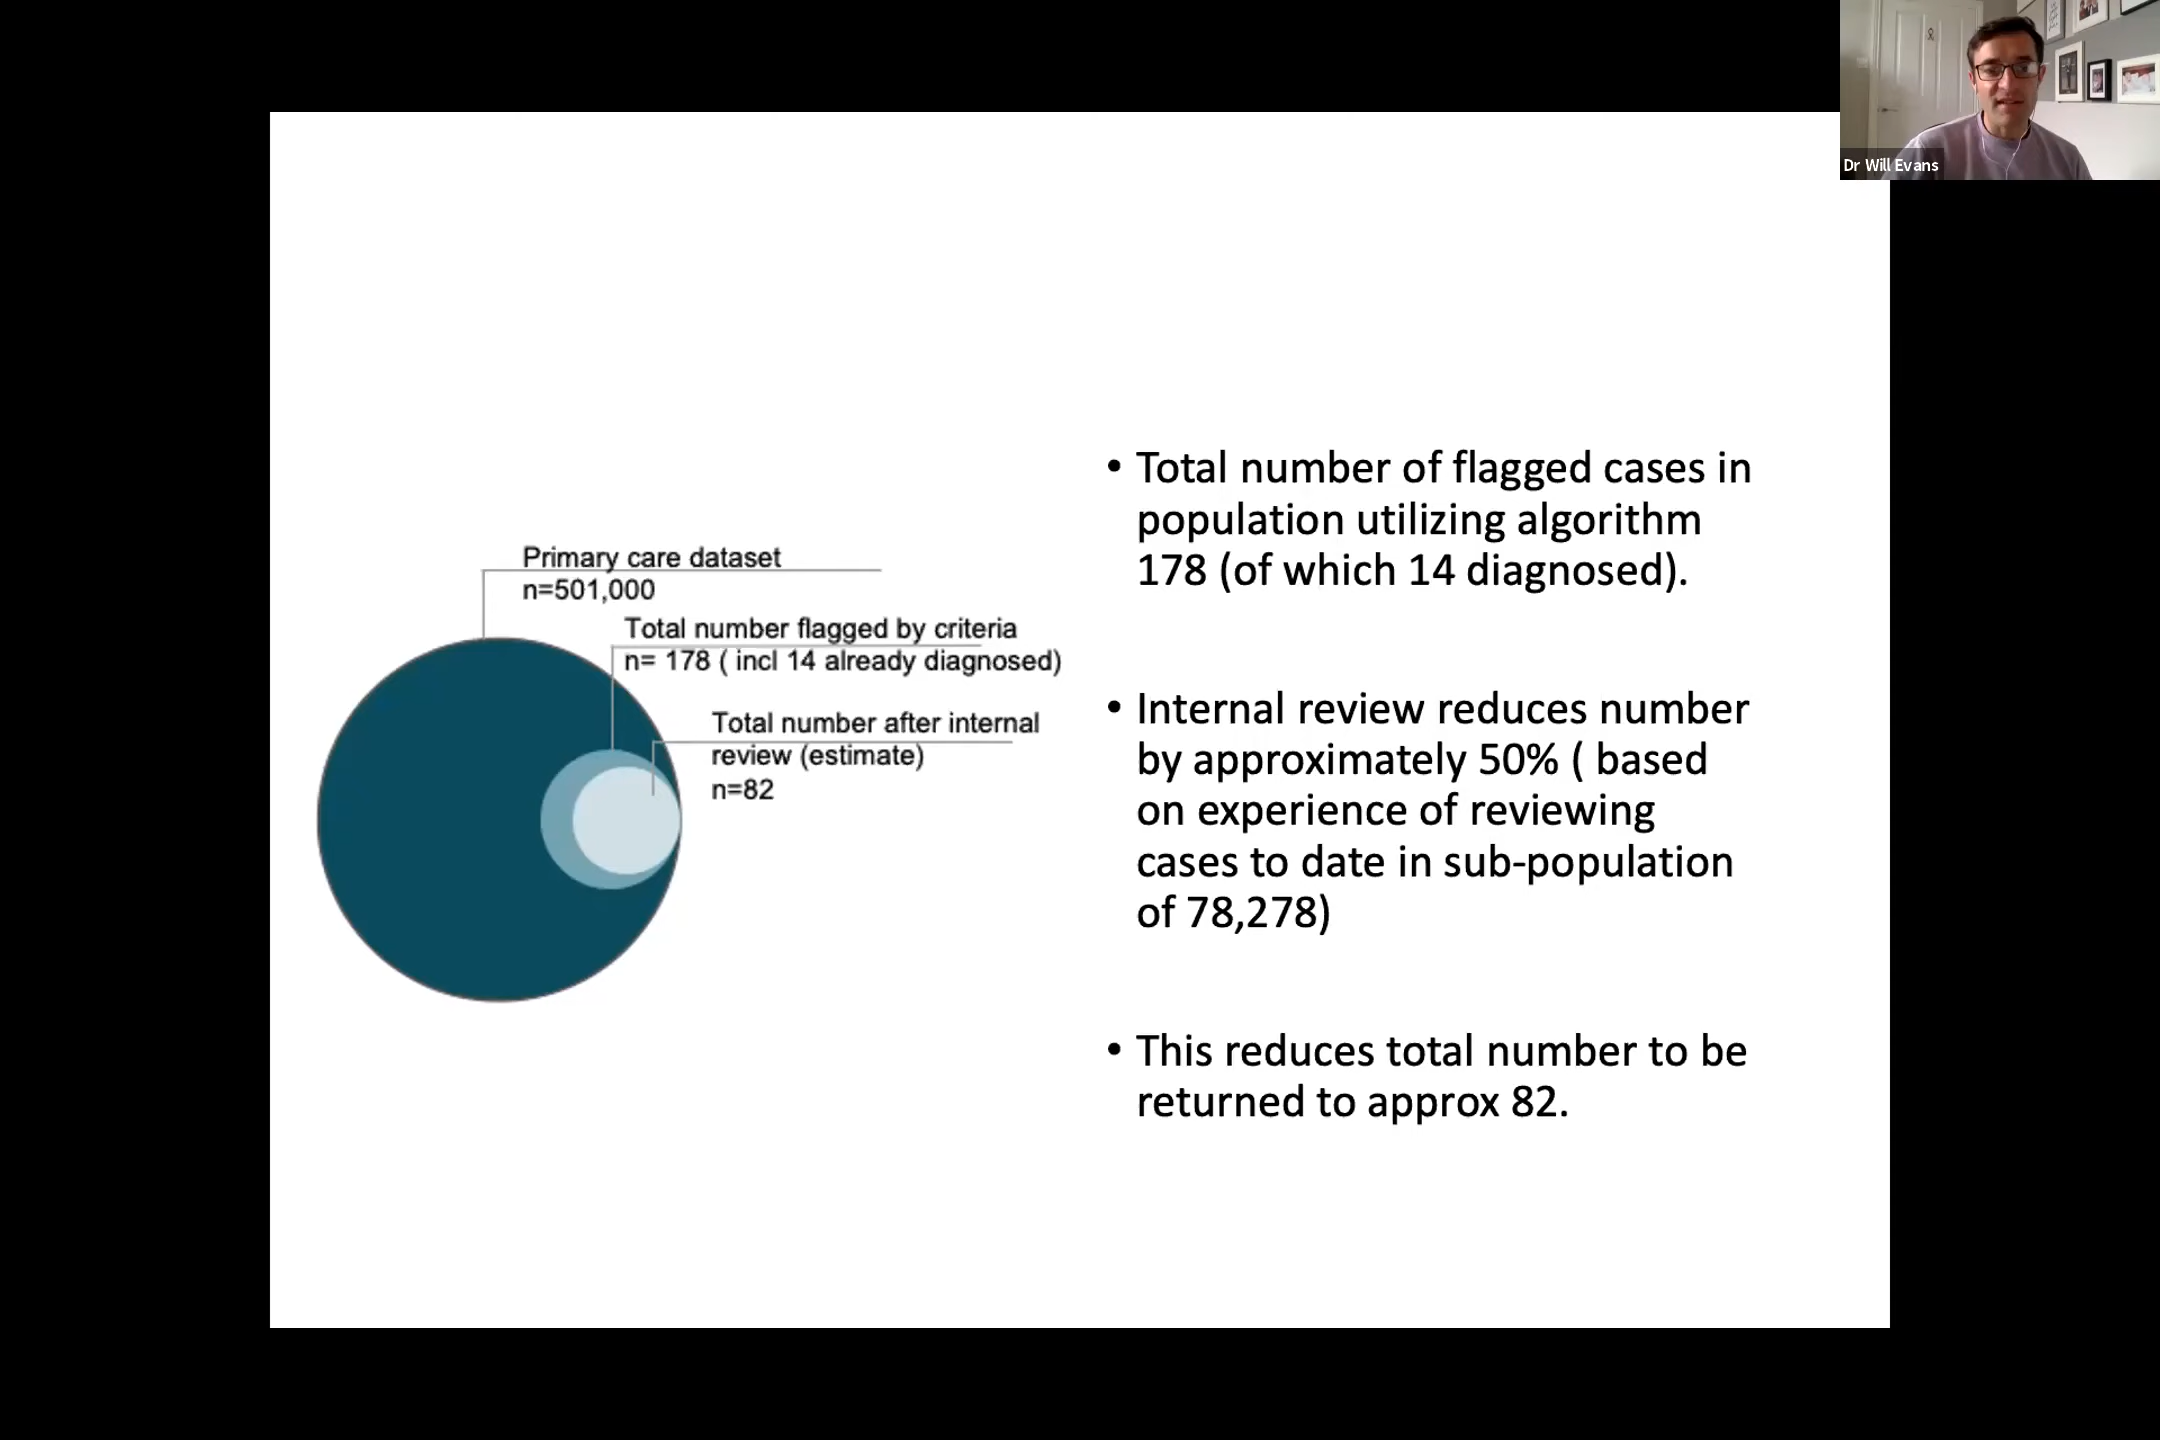 Dr Will Evans
Primary care dataset
n=501,000
Total number flagged by criteria
n= 178 ( incl 14 already diagnosed)
Total number after internal
review (estimate)
n=82
• Total number of flagged cases in
population utilizing algorithm
178 (of which 14 diagnosed).
• Internal review reduces number
by approximately 50% ( based
on experience of reviewing
cases to date in sub-population
of 78,278)
• This reduces total number to be
returned to approx 82.